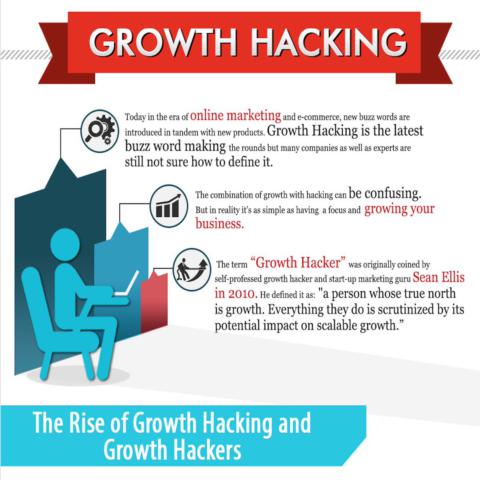 GROWTH HACKING
Today in the era of online marketing and e-commerce, new buzz words are
introduced in tandem with new products. Growth Hacking is the latest
buzz word making the rounds but many companies as well as experts are
still not sure how to define it.
The combination of growth with hacking can be confusing.
But in reality it's as simple as having a focus and growing your
business.
The term “Growth Hacker” was originally coined by
self-professed growth hacker and start-up marketing guru Sean Ellis
in 2010. He defined it as: "a person whose true north
is growth. Everything they do is scrutinized by its
potential impact on scalable growth.”
The Rise of Growth Hacking and
Growth Hackers